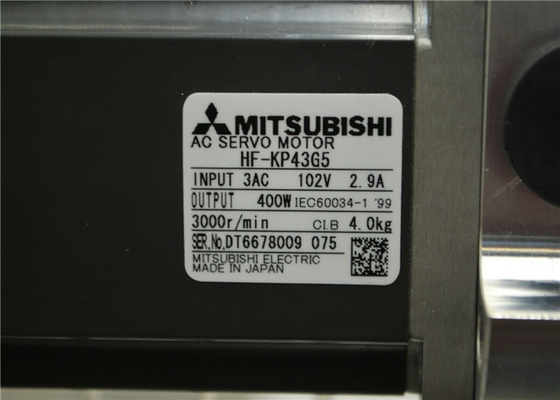 MITSUBISHI
AC SERVO MOTOR
HF-KP43G5
INPUT 3AC 102V 2.9A
OUTPUT 400W IEC60034-1 '99
3000r/min CI.B 4.0kg
SER.No.DT6678009 075
MITSUBISHI ELECTRIC
MADE IN JAPAN